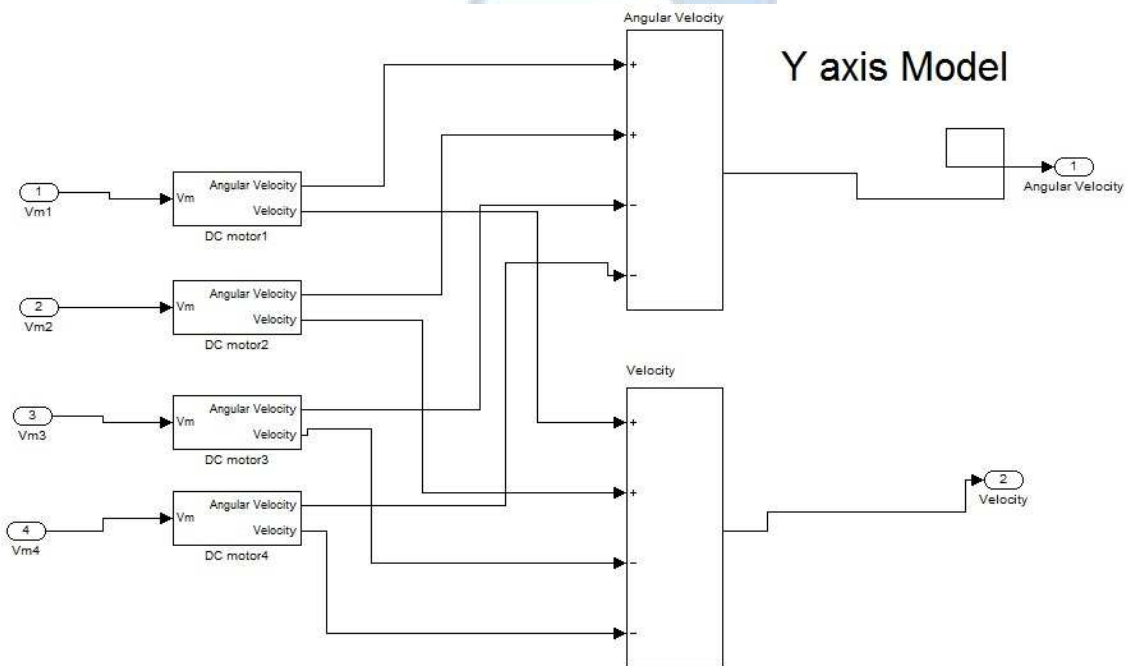 Angular Velocity
Y axis Model
+
+
−
−
1
Angular Velocity
1
Vm1
Vm
Angular Velocity
Velocity
DC motor1
2
Vm2
Vm
Angular Velocity
Velocity
DC motor2
3
Vm3
Vm
Angular Velocity
Velocity
DC motor3
4
Vm4
Vm
Angular Velocity
Velocity
DC motor4
Velocity
+
+
−
−
2
Velocity